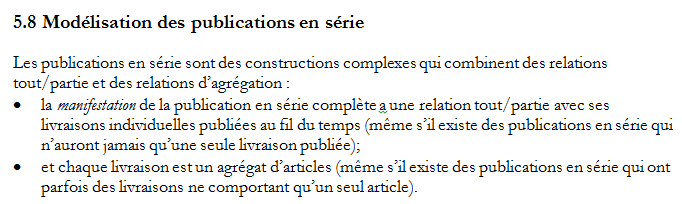 5.8 Modélisation des publications en série
Les publications en série sont des constructions complexes qui combinent des relations
tout/partie et des relations d’agrégation :
• la manifestation de la publication en série complète a une relation tout/partie avec ses
livraisons individuelles publiées au fil du temps (même s’il existe des publications en série qui
n’auront jamais qu’une seule livraison publiée);
• et chaque livraison est un agrégat d’articles (même s’il existe des publications en série qui ont
parfois des livraisons ne comportant qu’un seul article).